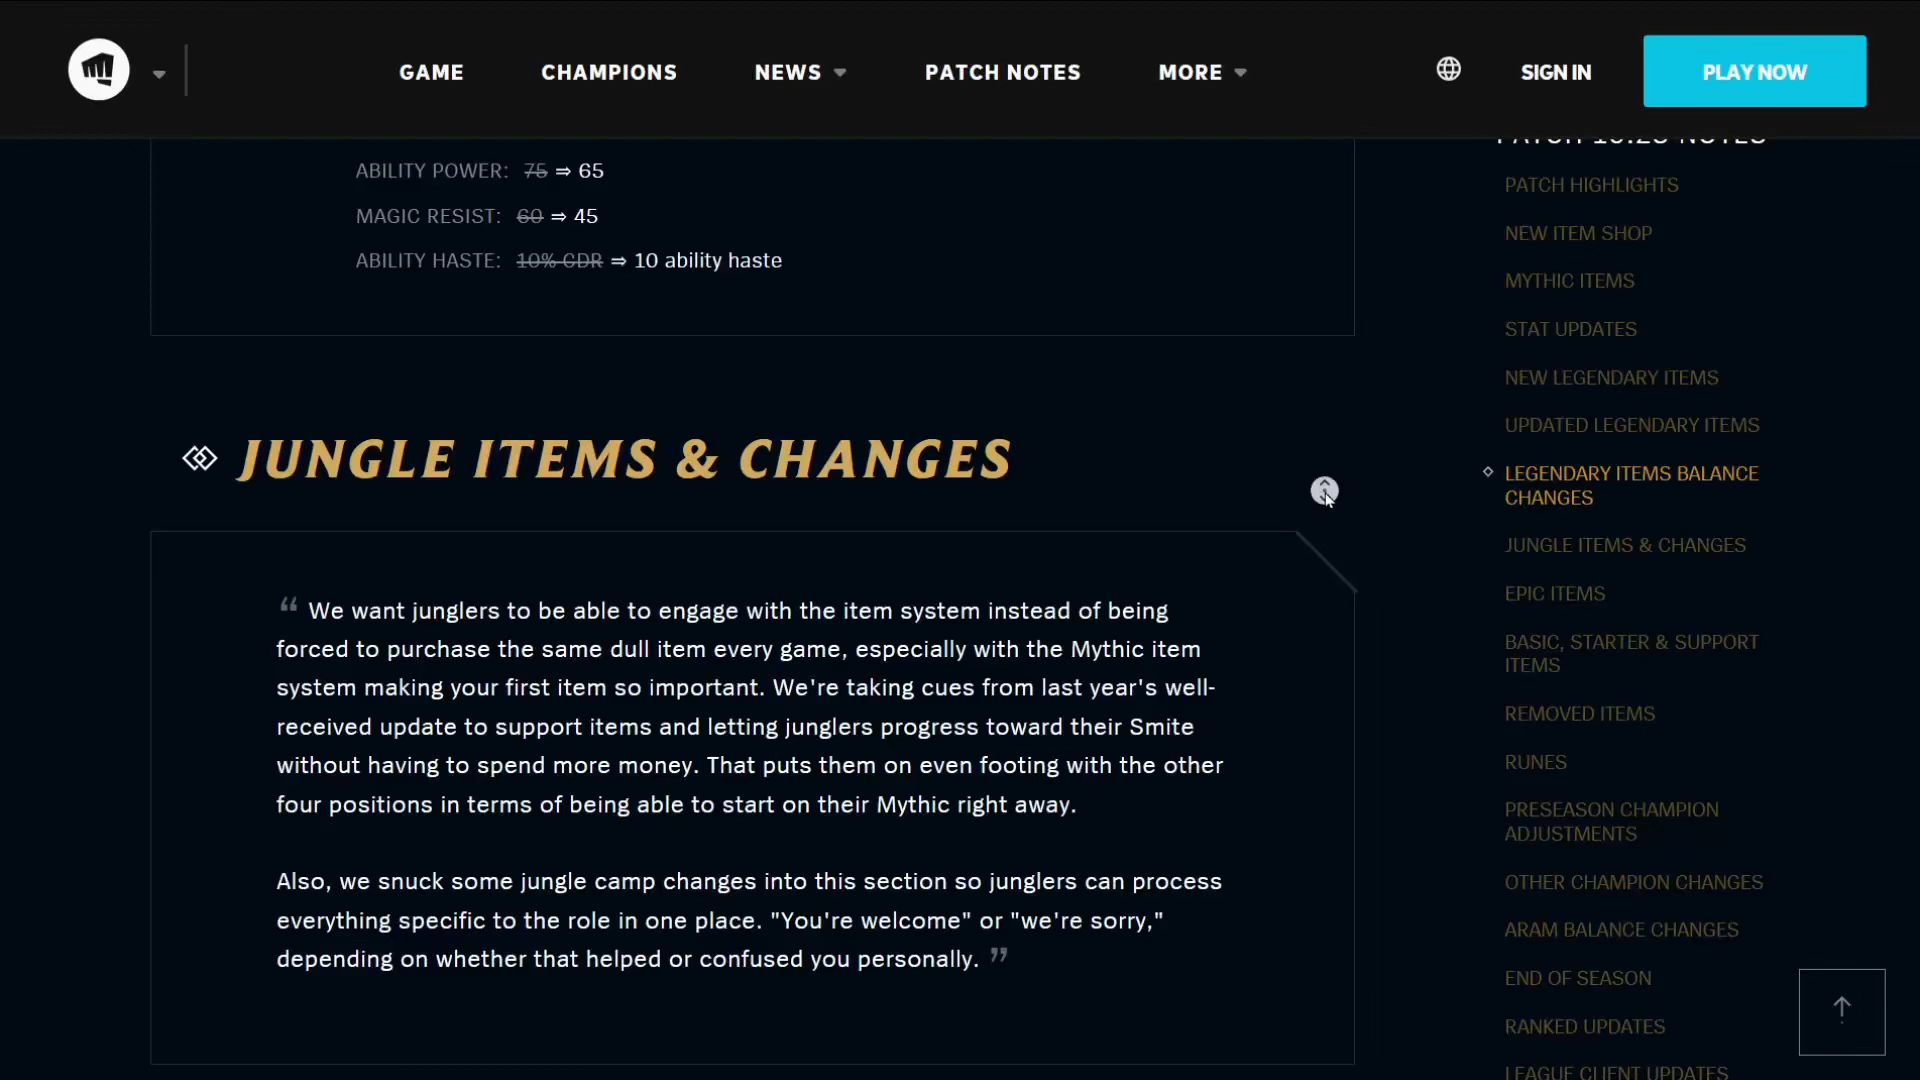 GAME
CHAMPIONS
NEWS
PATCH NOTES
MORE
SIGN IN
PLAY NOW
ABILITY POWER: 75 ⇒ 65
MAGIC RESIST: 60 ⇒ 45
ABILITY HASTE: 10% CDR ⇒ 10 ability haste
JUNGLE ITEMS & CHANGES
“ We want junglers to be able to engage with the item system instead of being
forced to purchase the same dull item every game, especially with the Mythic item
system making your first item so important. We're taking cues from last year's well-
received update to support items and letting junglers progress toward their Smite
without having to spend more money. That puts them on even footing with the other
four positions in terms of being able to start on their Mythic right away.
Also, we snuck some jungle camp changes into this section so junglers can process
everything specific to the role in one place. "You're welcome" or "we're sorry,"
depending on whether that helped or confused you personally. ”
PATCH 10.23 NOTES
PATCH HIGHLIGHTS
NEW ITEM SHOP
MYTHIC ITEMS
STAT UPDATES
NEW LEGENDARY ITEMS
UPDATED LEGENDARY ITEMS
LEGENDARY ITEMS BALANCE
CHANGES
JUNGLE ITEMS & CHANGES
EPIC ITEMS
BASIC, STARTER & SUPPORT
ITEMS
REMOVED ITEMS
RUNES
PRESEASON CHAMPION
ADJUSTMENTS
OTHER CHAMPION CHANGES
ARAM BALANCE CHANGES
END OF SEASON
RANKED UPDATES
LEAGUE CLIENT UPDATES